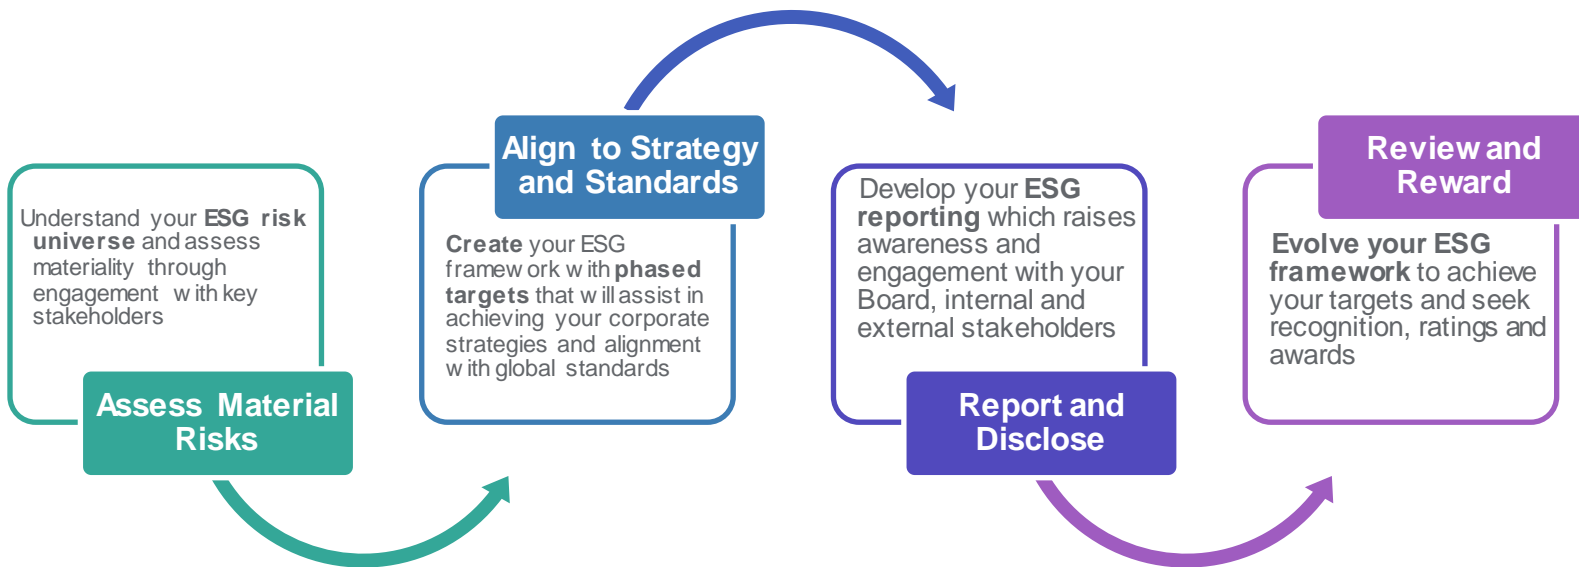 Understand your ESG risk
universe and assess
materiality through
engagement with key
stakeholders
Assess Material
Risks
Align to Strategy
and Standards
Create your ESG
framework with phased
targets that will assist in
achieving your corporate
strategies and alignment
with global standards
Develop your ESG
reporting which raises
awareness and
engagement with your
Board, internal and
external stakeholders
Report and
Disclose
Review and
Reward
Evolve your ESG
framework to achieve
your targets and seek
recognition, ratings and
awards